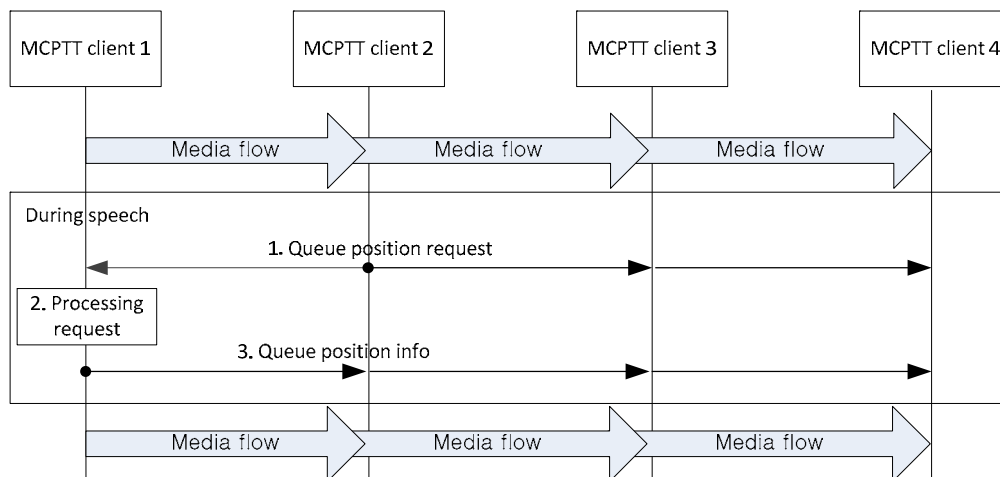 MCPTT client 1
MCPTT client 2
MCPTT client 3
MCPTT client 4
Media flow
Media flow
Media flow
During speech
1. Queue position request
2. Processing
request
3. Queue position info
Media flow
Media flow
Media flow